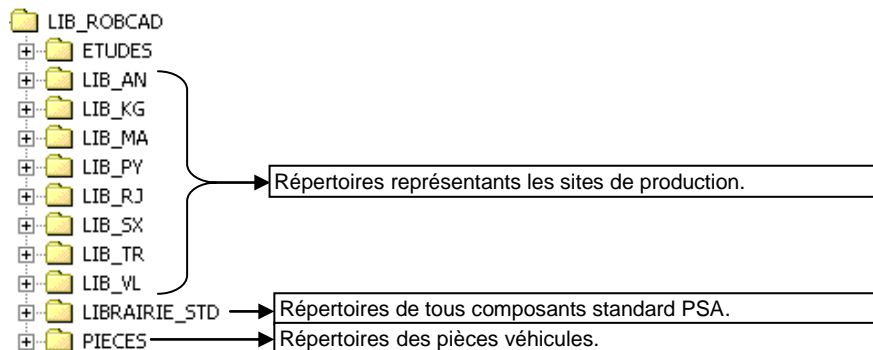 LIB_ROBCAD
ETUDES
LIB_AN
LIB_KG
LIB_MA
LIB_PY
Répertoires représentants les sites de production.
LIB_RJ
LIB_SX
LIB_TR
LIB_VL
LIBRAIRIE_STD Répertoires de tous composants standard PSA.
PIECES Répertoires des pièces véhicules.